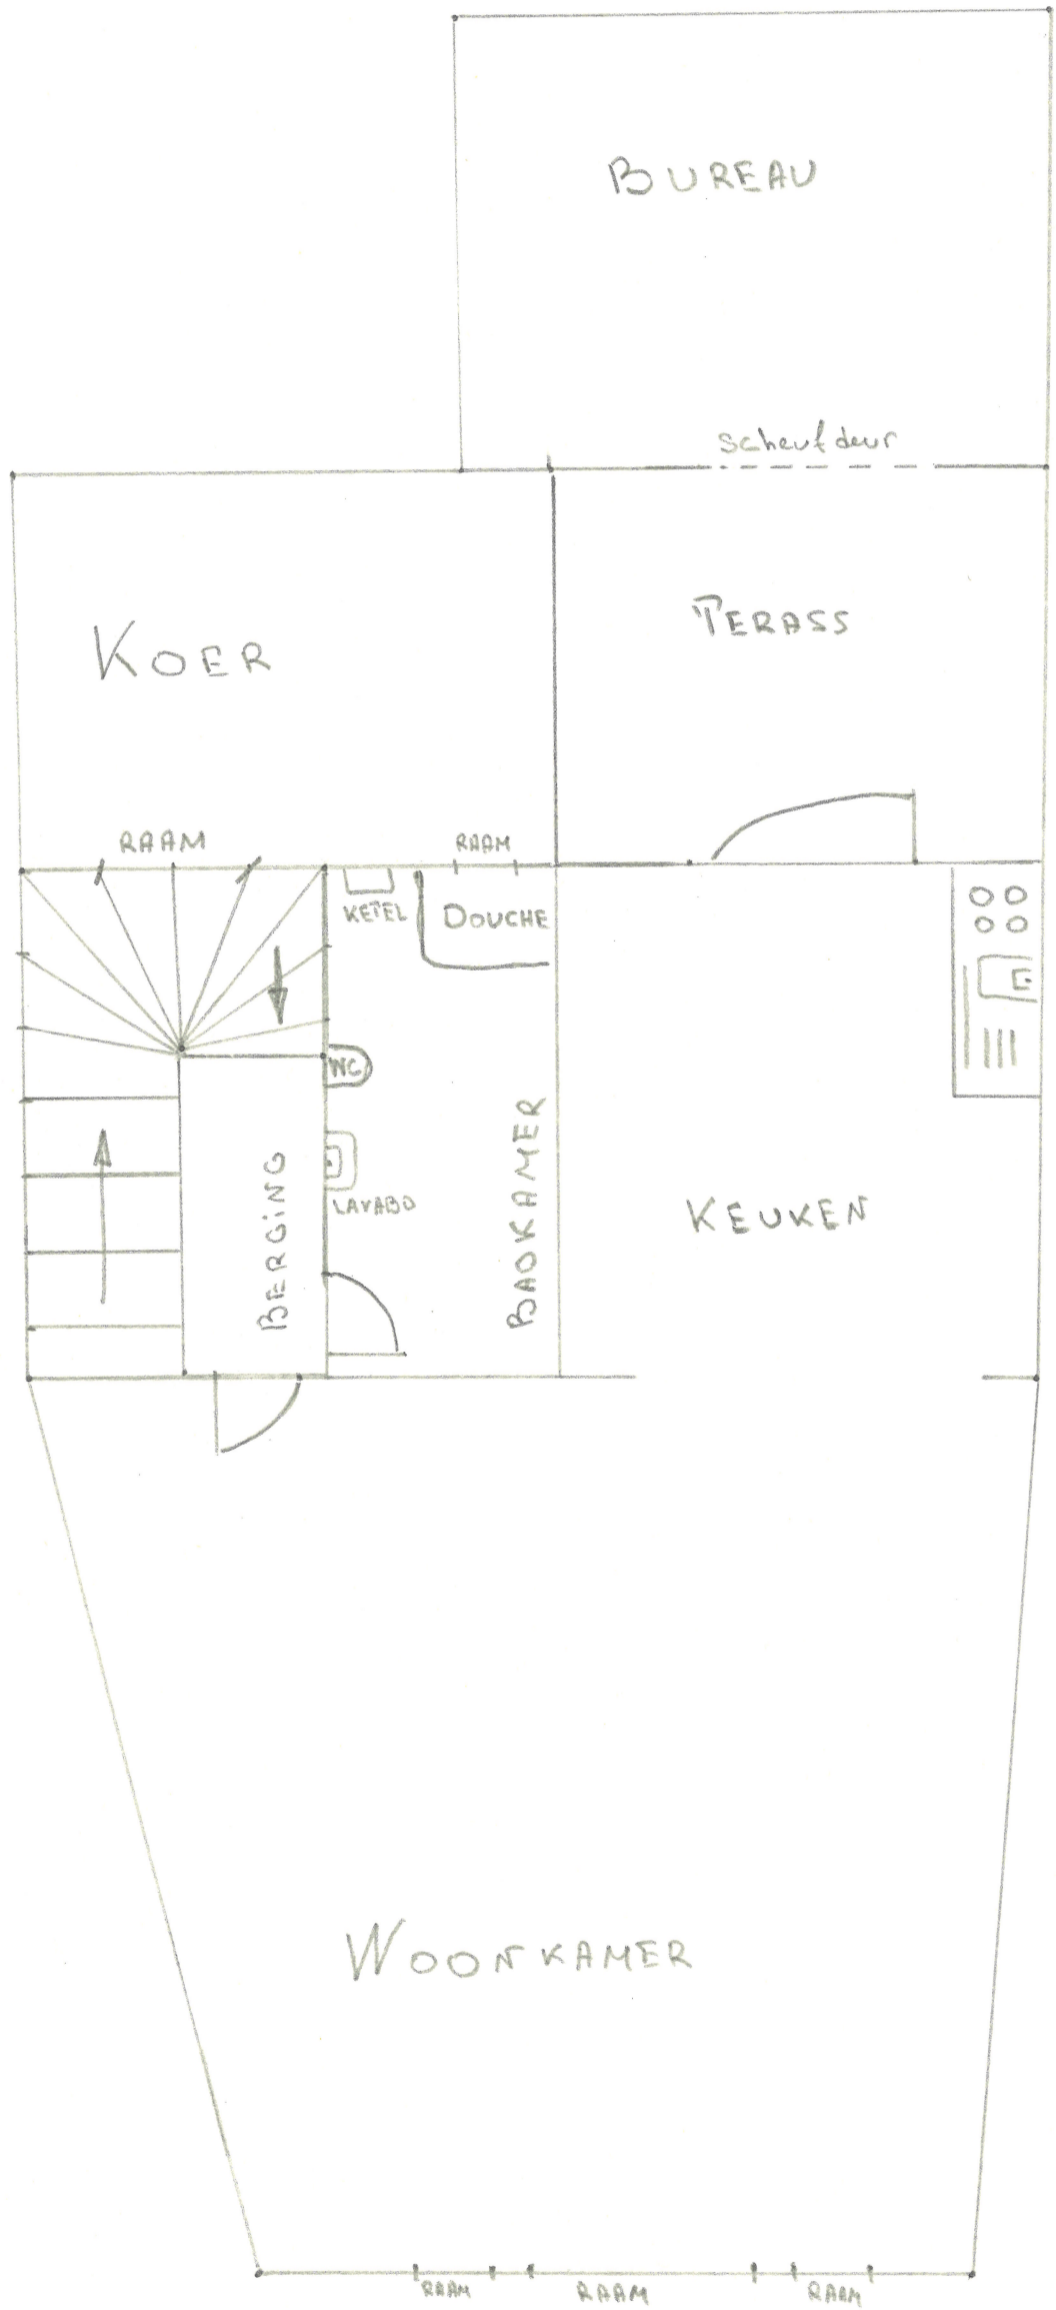 BUREAU
scheufdeur
KOER
TERASS
RAAM
RAAM
KETEL
DOUCHE
WC
LAVABO
BERGiNG
BADKAMER
KEUKEN
WOONKAMER
RAAM
RAAM
RAAM